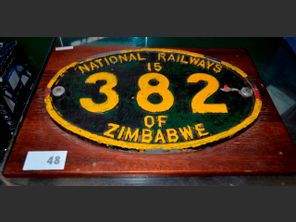 NATIONAL RAILWAYS
15
382
OF
ZIMBABWE
48